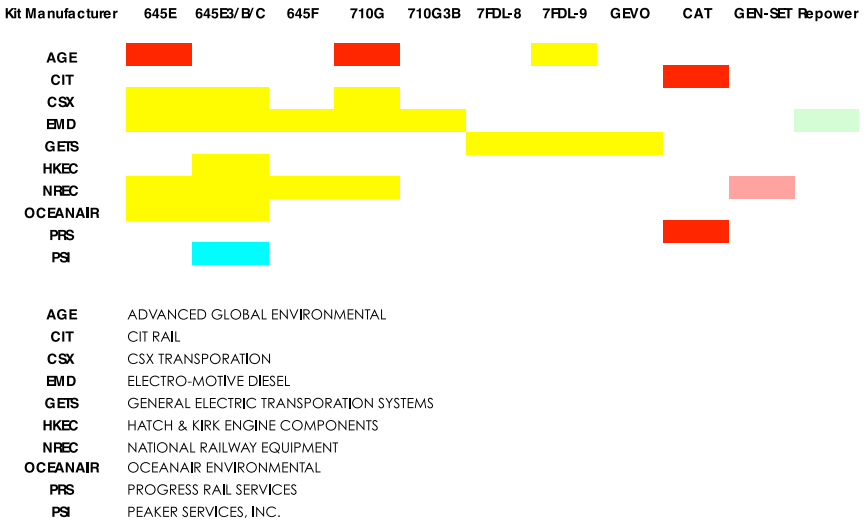 Kit Manufacturer 645E 645E3/B/C 645F 710G 710G3B 7FDL-8 7FDL-9 GEVO CAT GEN-SET Repower
AGE
CIT
CSX
EMD
GETS
HKEC
NREC
OCEANAIR
PRS
PSI
AGE ADVANCED GLOBAL ENVIRONMENTAL
CIT CIT RAIL
CSX CSX TRANSPORATION
EMD ELECTRO-MOTIVE DIESEL
GETS GENERAL ELECTRIC TRANSPORATION SYSTEMS
HKEC HATCH & KIRK ENGINE COMPONENTS
NREC NATIONAL RAILWAY EQUIPMENT
OCEANAIR OCEANAIR ENVIRONMENTAL
PRS PROGRESS RAIL SERVICES
PSI PEAKER SERVICES, INC.